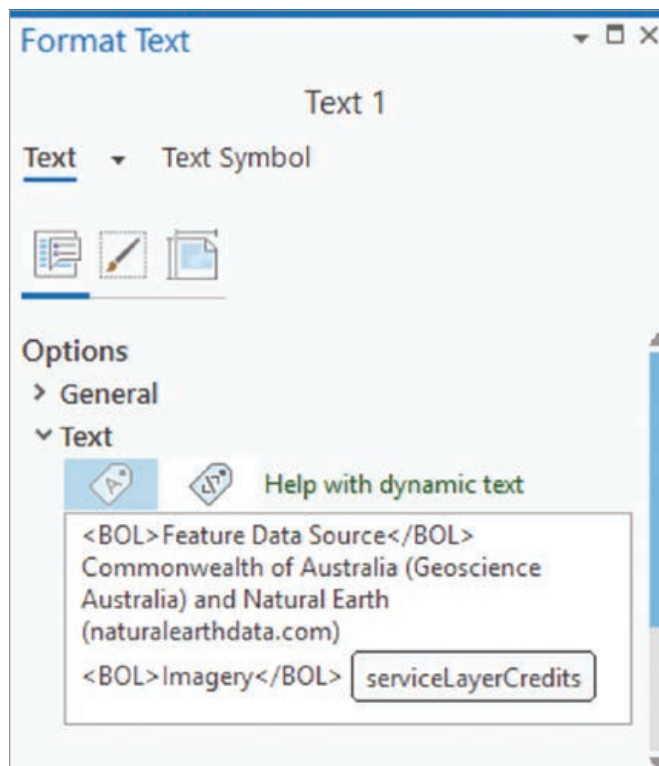 Format Text
Text 1
Text Text Symbol
Options
General
Text
Help with dynamic text
<BOL>Feature Data Source</BOL>
Commonwealth of Australia (Geoscience
Australia) and Natural Earth
(naturalearthdata.com)
<BOL>Imagery</BOL> serviceLayerCredits